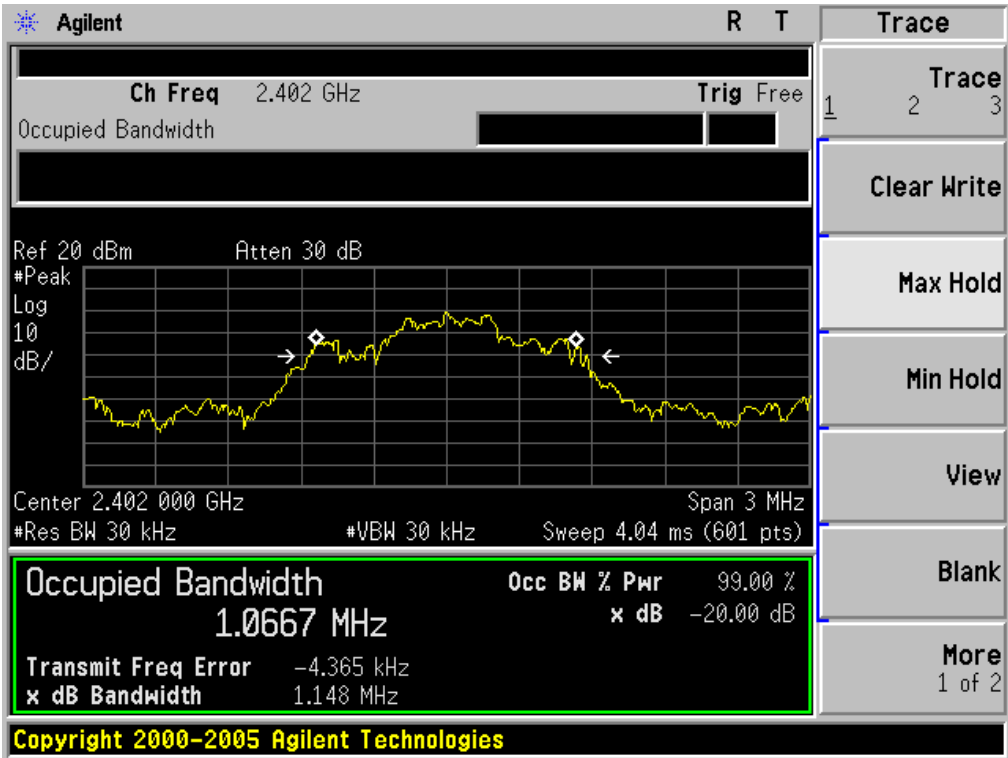 Agilent R T
Trace
Ch Freq 2.402 GHz Trig Free
Occupied Bandwidth
Trace
1 2 3
Clear Write
Max Hold
Min Hold
View
Blank
More
1 of 2
Ref 20 dBm Atten 30 dB
#Peak
Log
10
dB/
Center 2.402 000 GHz Span 3 MHz
#Res BW 30 kHz #VBW 30 kHz Sweep 4.04 ms (601 pts)
Occupied Bandwidth Occ BW % Pwr 99.00 %
1.0667 MHz x dB -20.00 dB
Transmit Freq Error -4.365 kHz
x dB Bandwidth 1.148 MHz
Copyright 2000-2005 Agilent Technologies